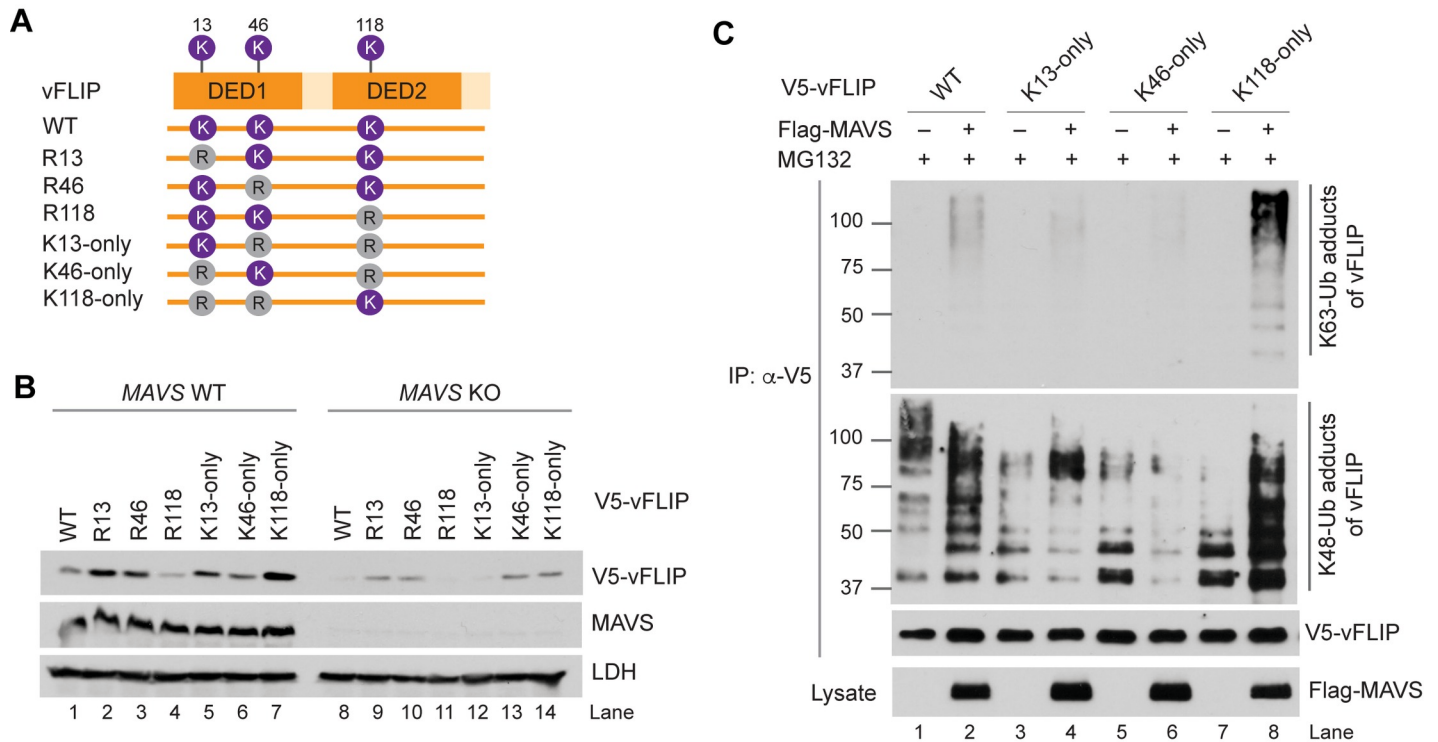 A
13 46 118
K K K
vFLIP DED1 DED2
WT K K K
R13 R K K
R46 K R K
R118 K K R
K13-only K R R
K46-only R K R
K118-only R R K
B
MAVS WT MAVS KO
WT R13 R46 R118 K13-only K46-only K118-only WT R13 R46 R118 K13-only K46-only K118-only V5-vFLIP
V5-vFLIP
MAVS
LDH
1 2 3 4 5 6 7 8 9 10 11 12 13 14 Lane
C
V5-vFLIP WT K13-only K46-only K118-only
Flag-MAVS – + – + – + – +
MG132 + + + + + + + +
IP: α-V5
100
75
50
37
K63-Ub adducts
of vFLIP
100
75
50
37
K48-Ub adducts
of vFLIP
V5-vFLIP
Lysate Flag-MAVS
1 2 3 4 5 6 7 8 Lane